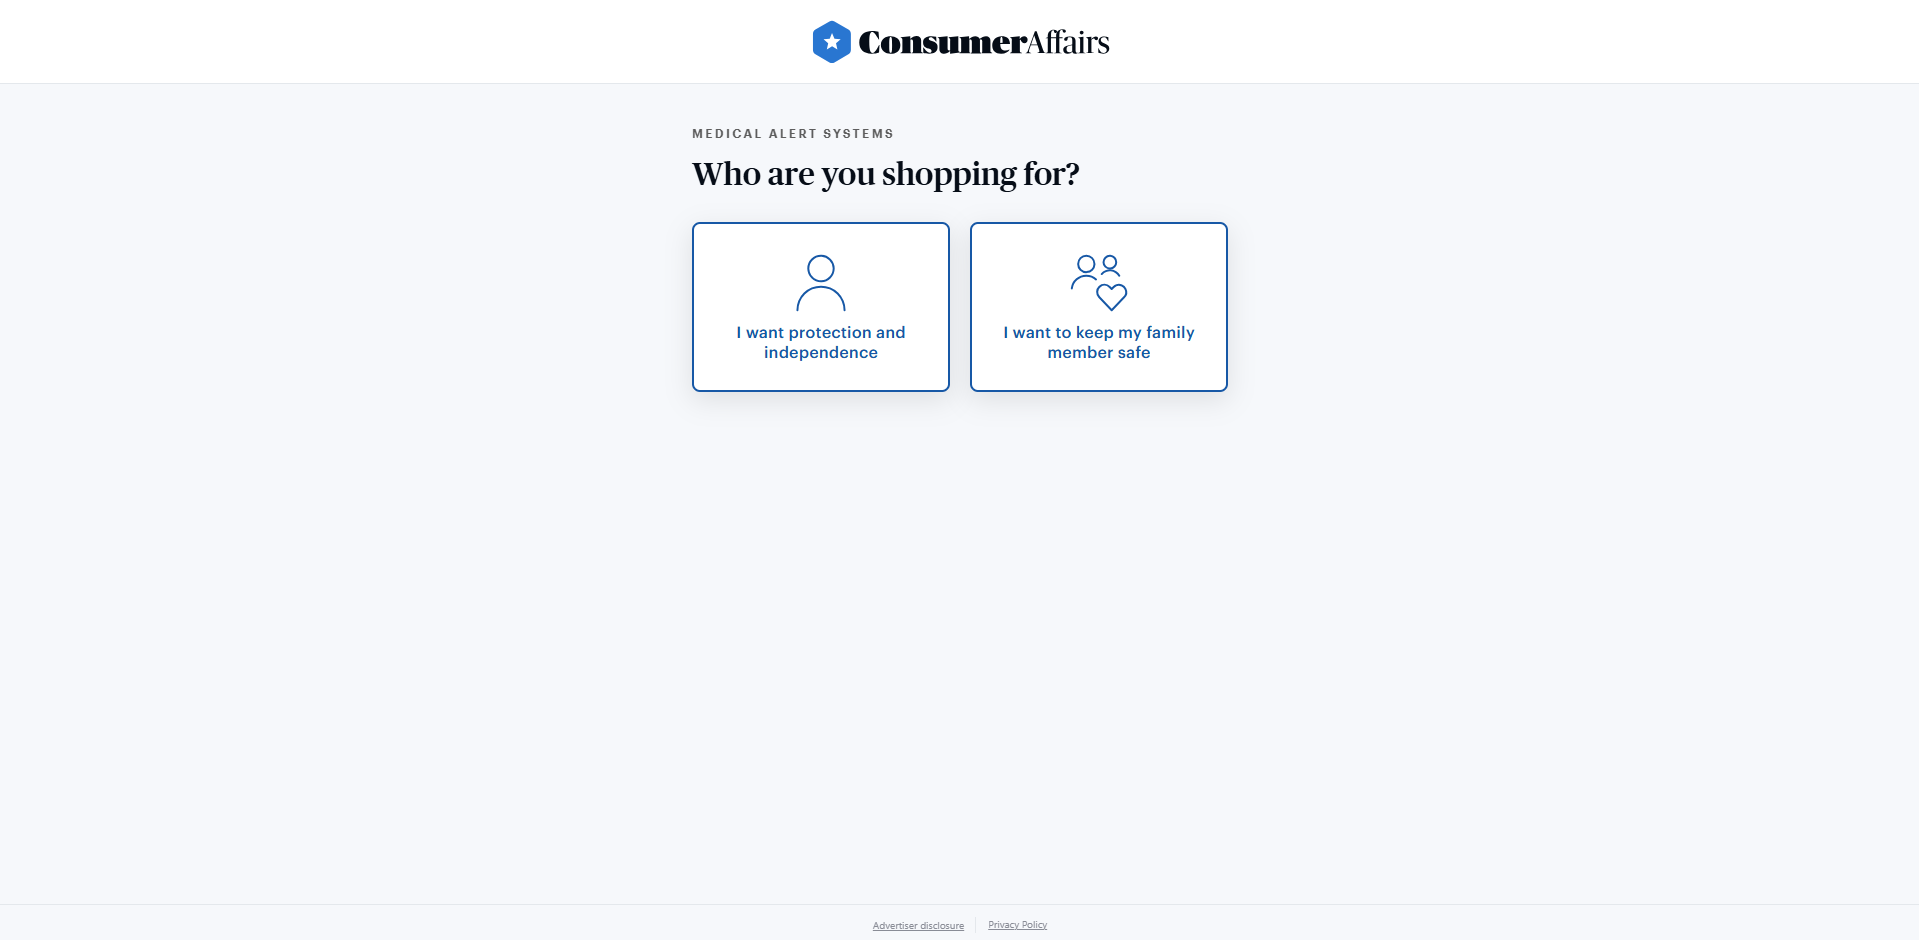 ConsumerAffairs
MEDICAL ALERT SYSTEMS
Who are you shopping for?
I want protection and
independence
I want to keep my family
member safe
Advertiser disclosure
Privacy Policy